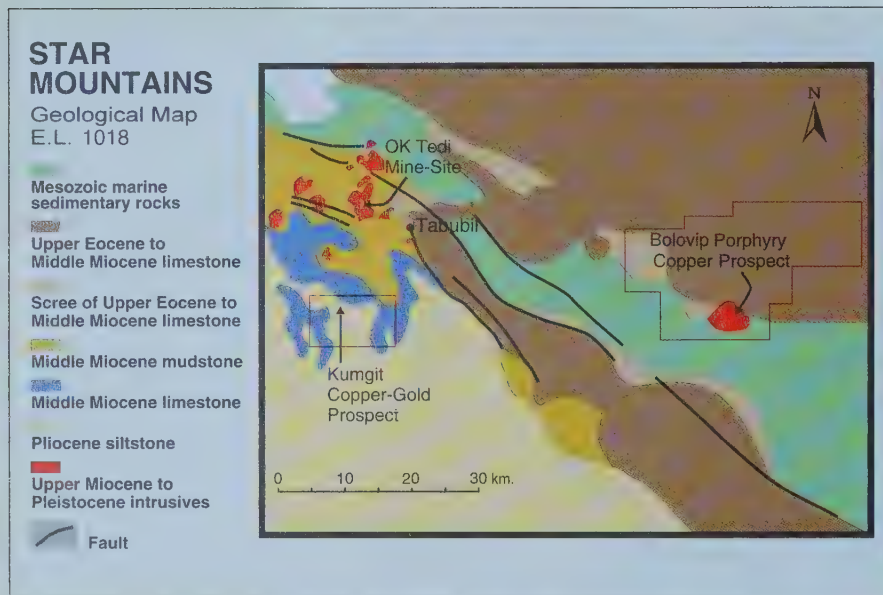 STAR
MOUNTAINS
Geological Map
E.L. 1018
Mesozoic marine
sedimentary rocks
Upper Eocene to
Middle Miocene limestone
Scree of Upper Eocene to
Middle Miocene limestone
Middle Miocene mudstone
Middle Miocene limestone
Pliocene siltstone
Upper Miocene to
Pleistocene intrusives
Fault
N
OK Tedi
Mine-Site
Tabubil
Bolovip Porphyry
Copper Prospect
4
Kumgit
Copper-Gold
Prospect
0 10 20 30 km.